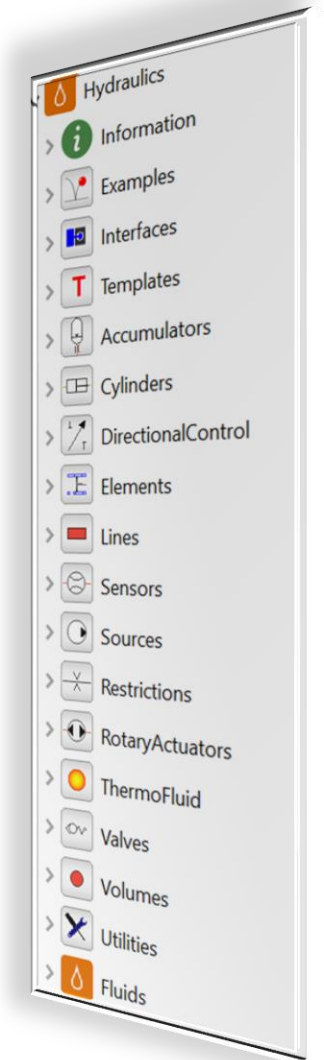 Hydraulics
Information
Examples
Interfaces
Templates
Accumulators
Cylinders
DirectionalControl
Elements
Lines
Sensors
Sources
Restrictions
RotaryActuators
ThermoFluid
Valves
Volumes
Utilities
Fluids